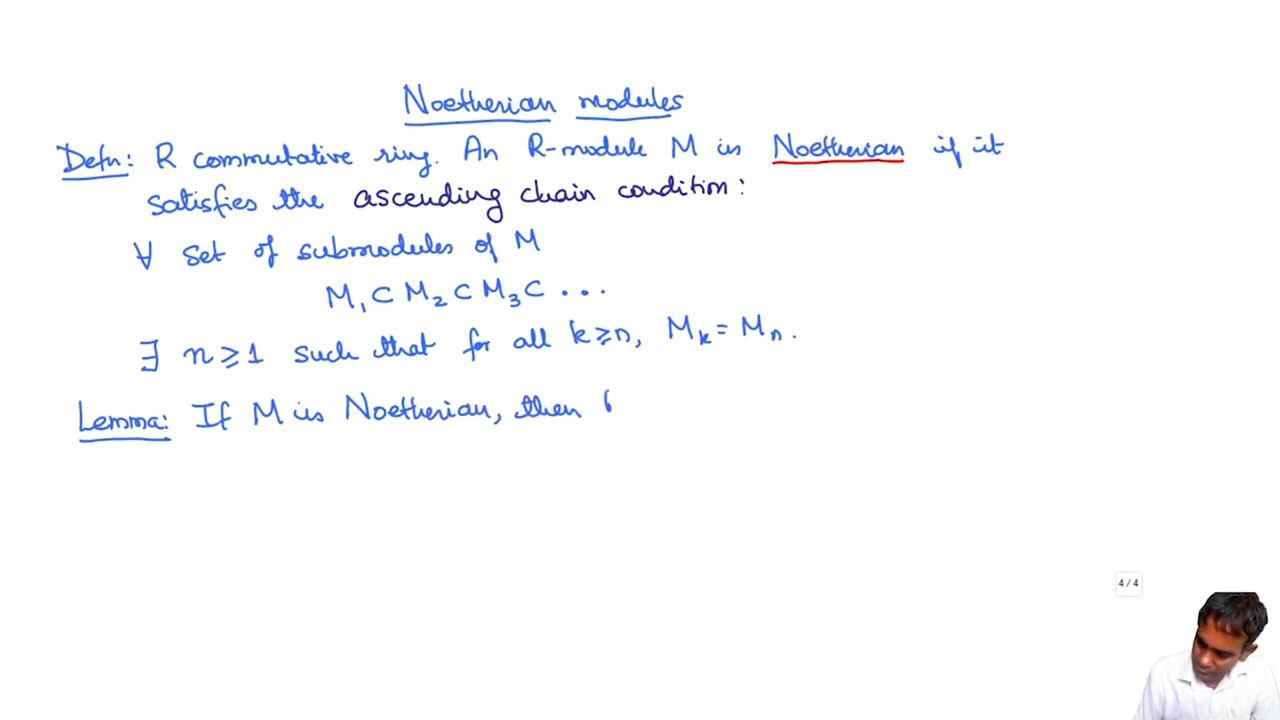 Noetherian modules
Defn: R commutative ring. An R-module M is Noetherian if it
satisfies the ascending chain condition:
∀ set of submodules of M
M₁ ⊂ M₂ ⊂ M₃ ⊂ ...
∃ n ≥ 1 such that for all k ≥ n, Mₖ = Mₙ.
Lemma: If M is Noetherian, then
4/4